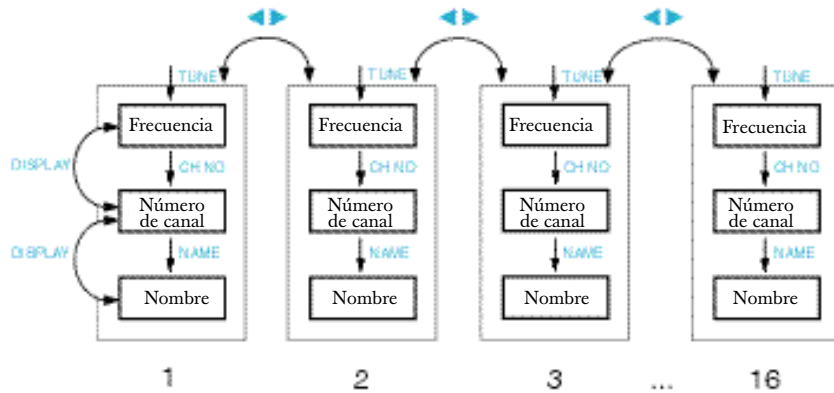 TUNE TUNE TUNE TUNE
Frecuencia Frecuencia Frecuencia Frecuencia
DISPLAY CH NO CH NO CH NO CH NO
Número de canal Número de canal Número de canal Número de canal
DISPLAY NAME NAME NAME NAME
Nombre Nombre Nombre Nombre
1 2 3 ... 16